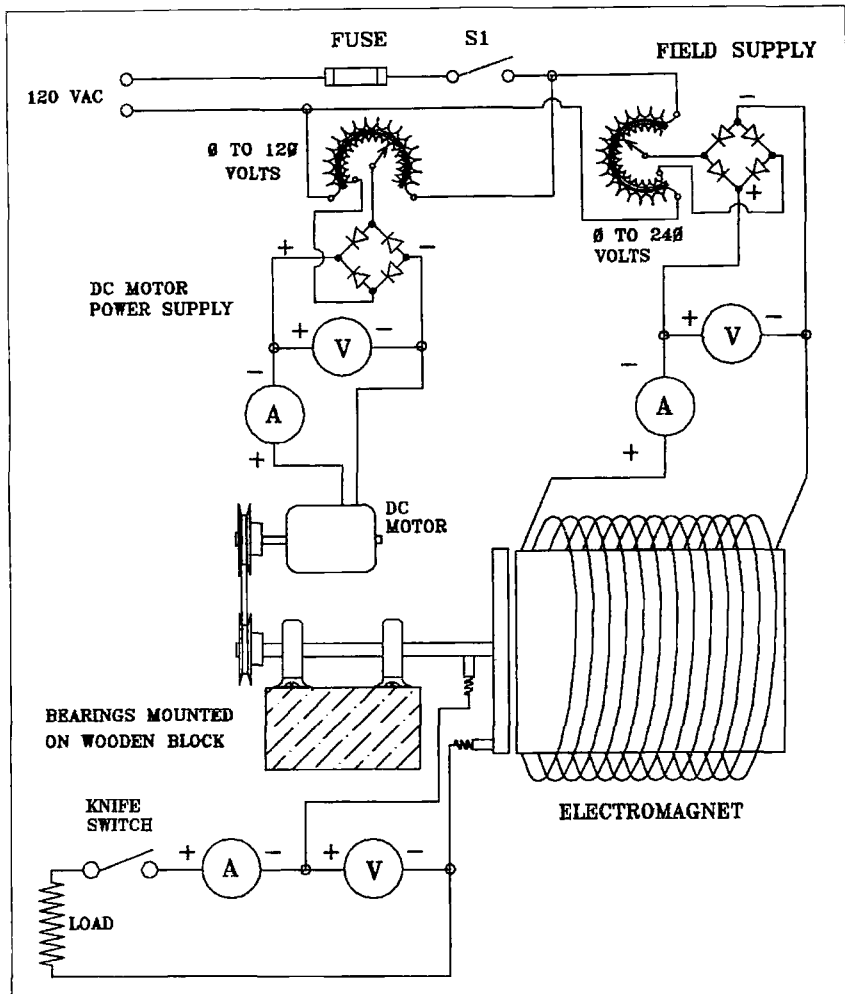 FUSE
S1
FIELD SUPPLY
120 VAC
Ø TO 12Ø
VOLTS
-
+
Ø TO 24Ø
VOLTS
+
-
DC MOTOR
POWER SUPPLY
+
V
-
+
V
-
-
A
+
-
A
+
DC
MOTOR
BEARINGS MOUNTED
ON WOODEN BLOCK
ELECTROMAGNET
KNIFE
SWITCH
+
A
-
+
V
-
LOAD